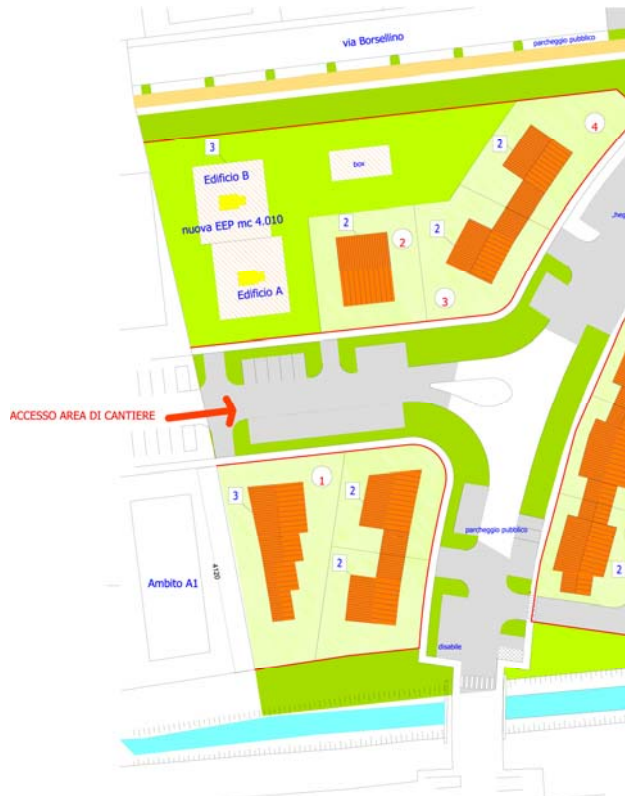 via Borsellino
parcheggio pubblico
4
2
3
box
Edificio B
nuova EEP mc 4.010
2
2
2
Edificio A
3
ACCESSO AREA DI CANTIERE
1
3
2
parcheggio pubblico
2
2
Ambito A1
4120
disabile